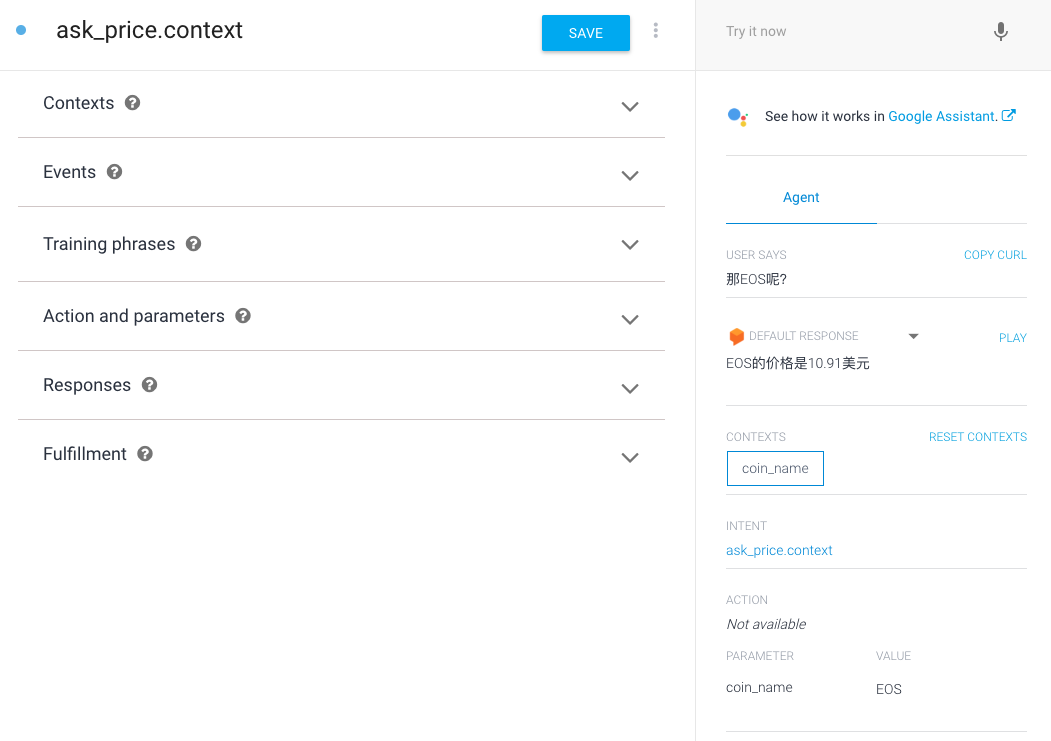 ask_price.context
SAVE
Contexts
Events
Training phrases
Action and parameters
Responses
Fulfillment
Try it now
See how it works in Google Assistant.
Agent
USER SAYS
COPY CURL
那EOS呢?
DEFAULT RESPONSE
PLAY
EOS的价格是10.91美元
CONTEXTS
RESET CONTEXTS
coin_name
INTENT
ask_price.context
ACTION
Not available
PARAMETER
VALUE
coin_name
EOS